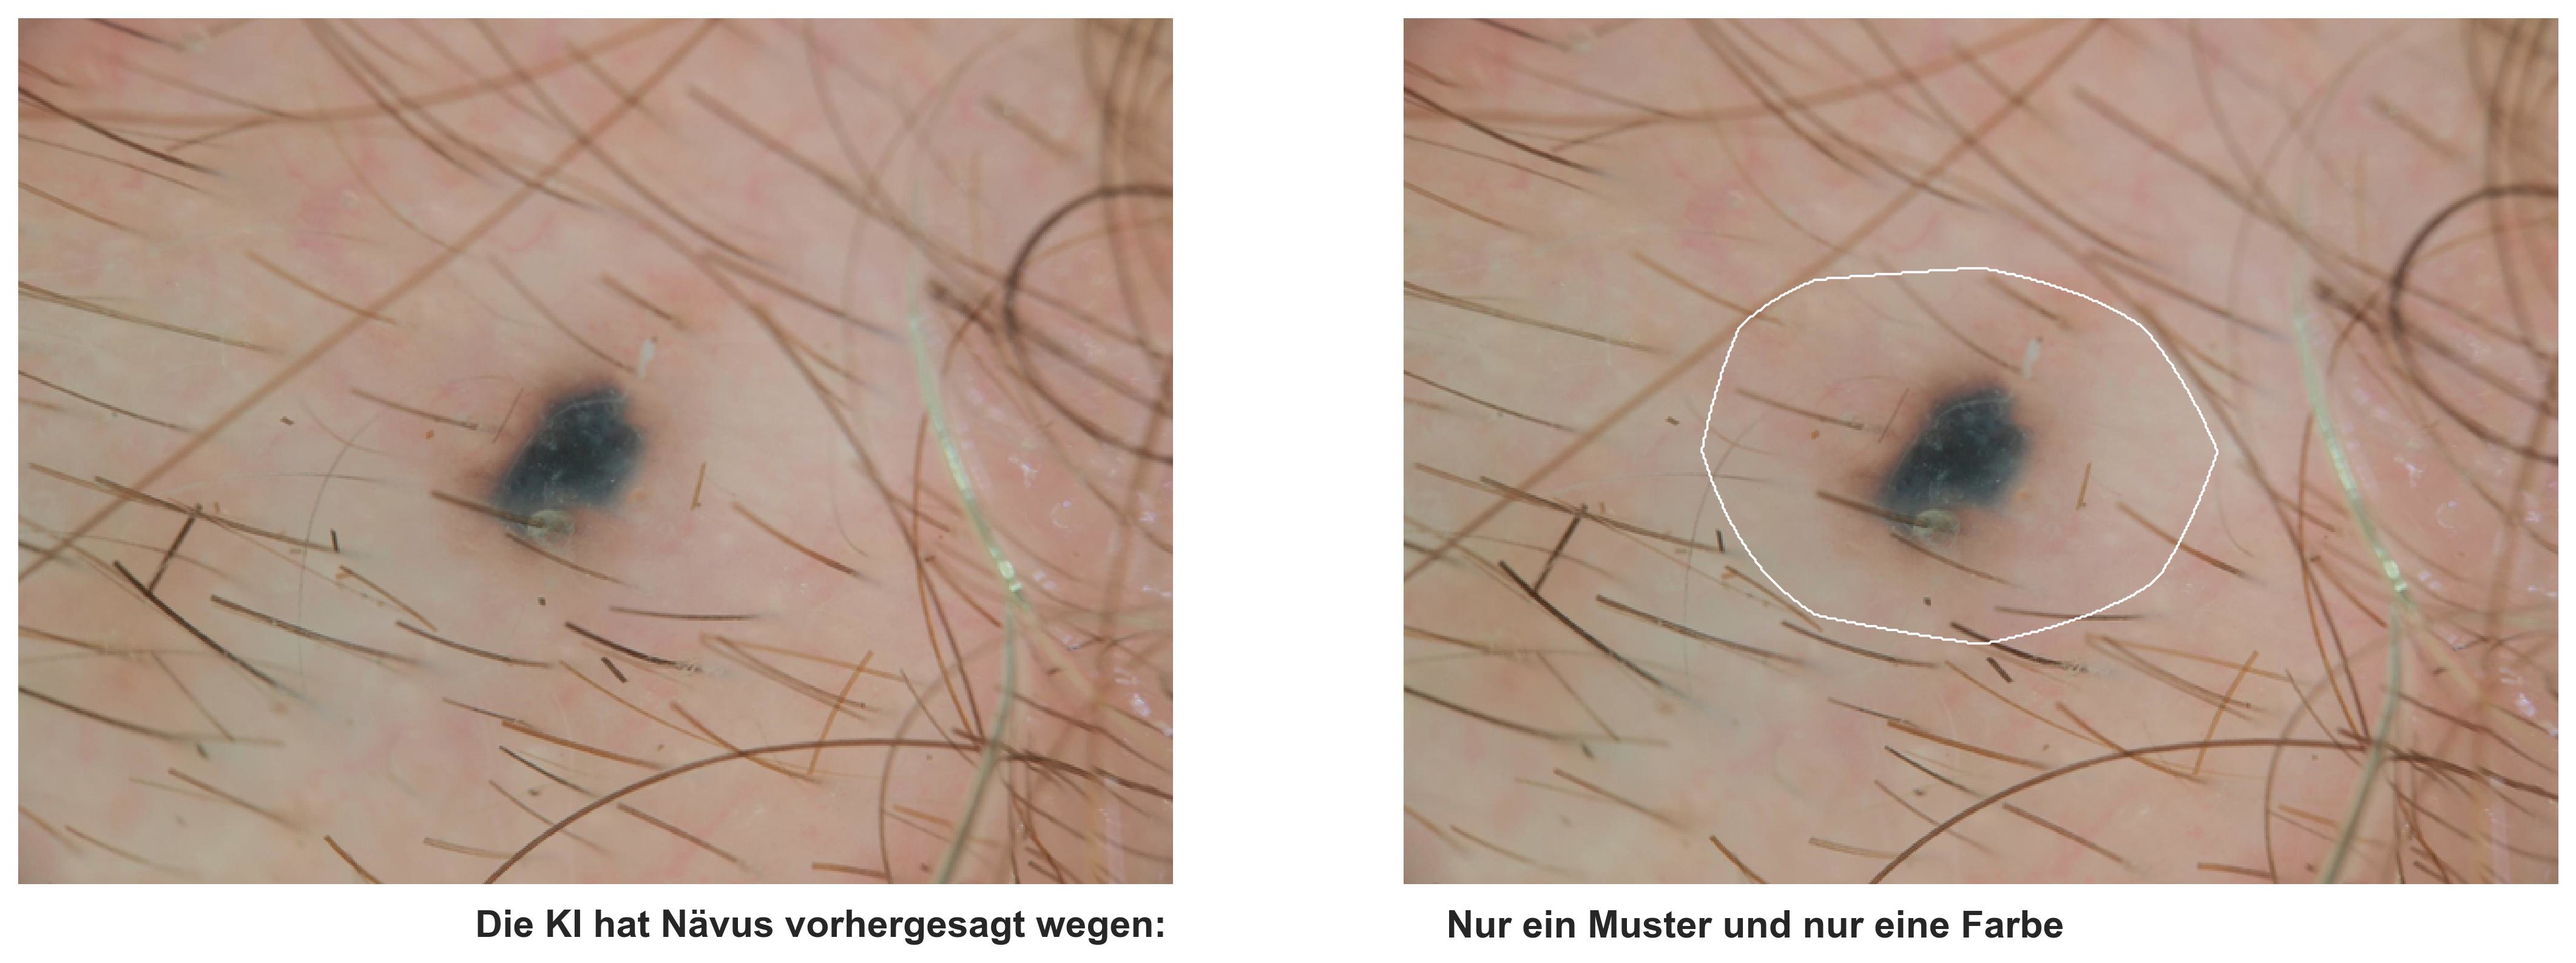 Die KI hat Nävus vorhergesagt wegen:
Nur ein Muster und nur eine Farbe